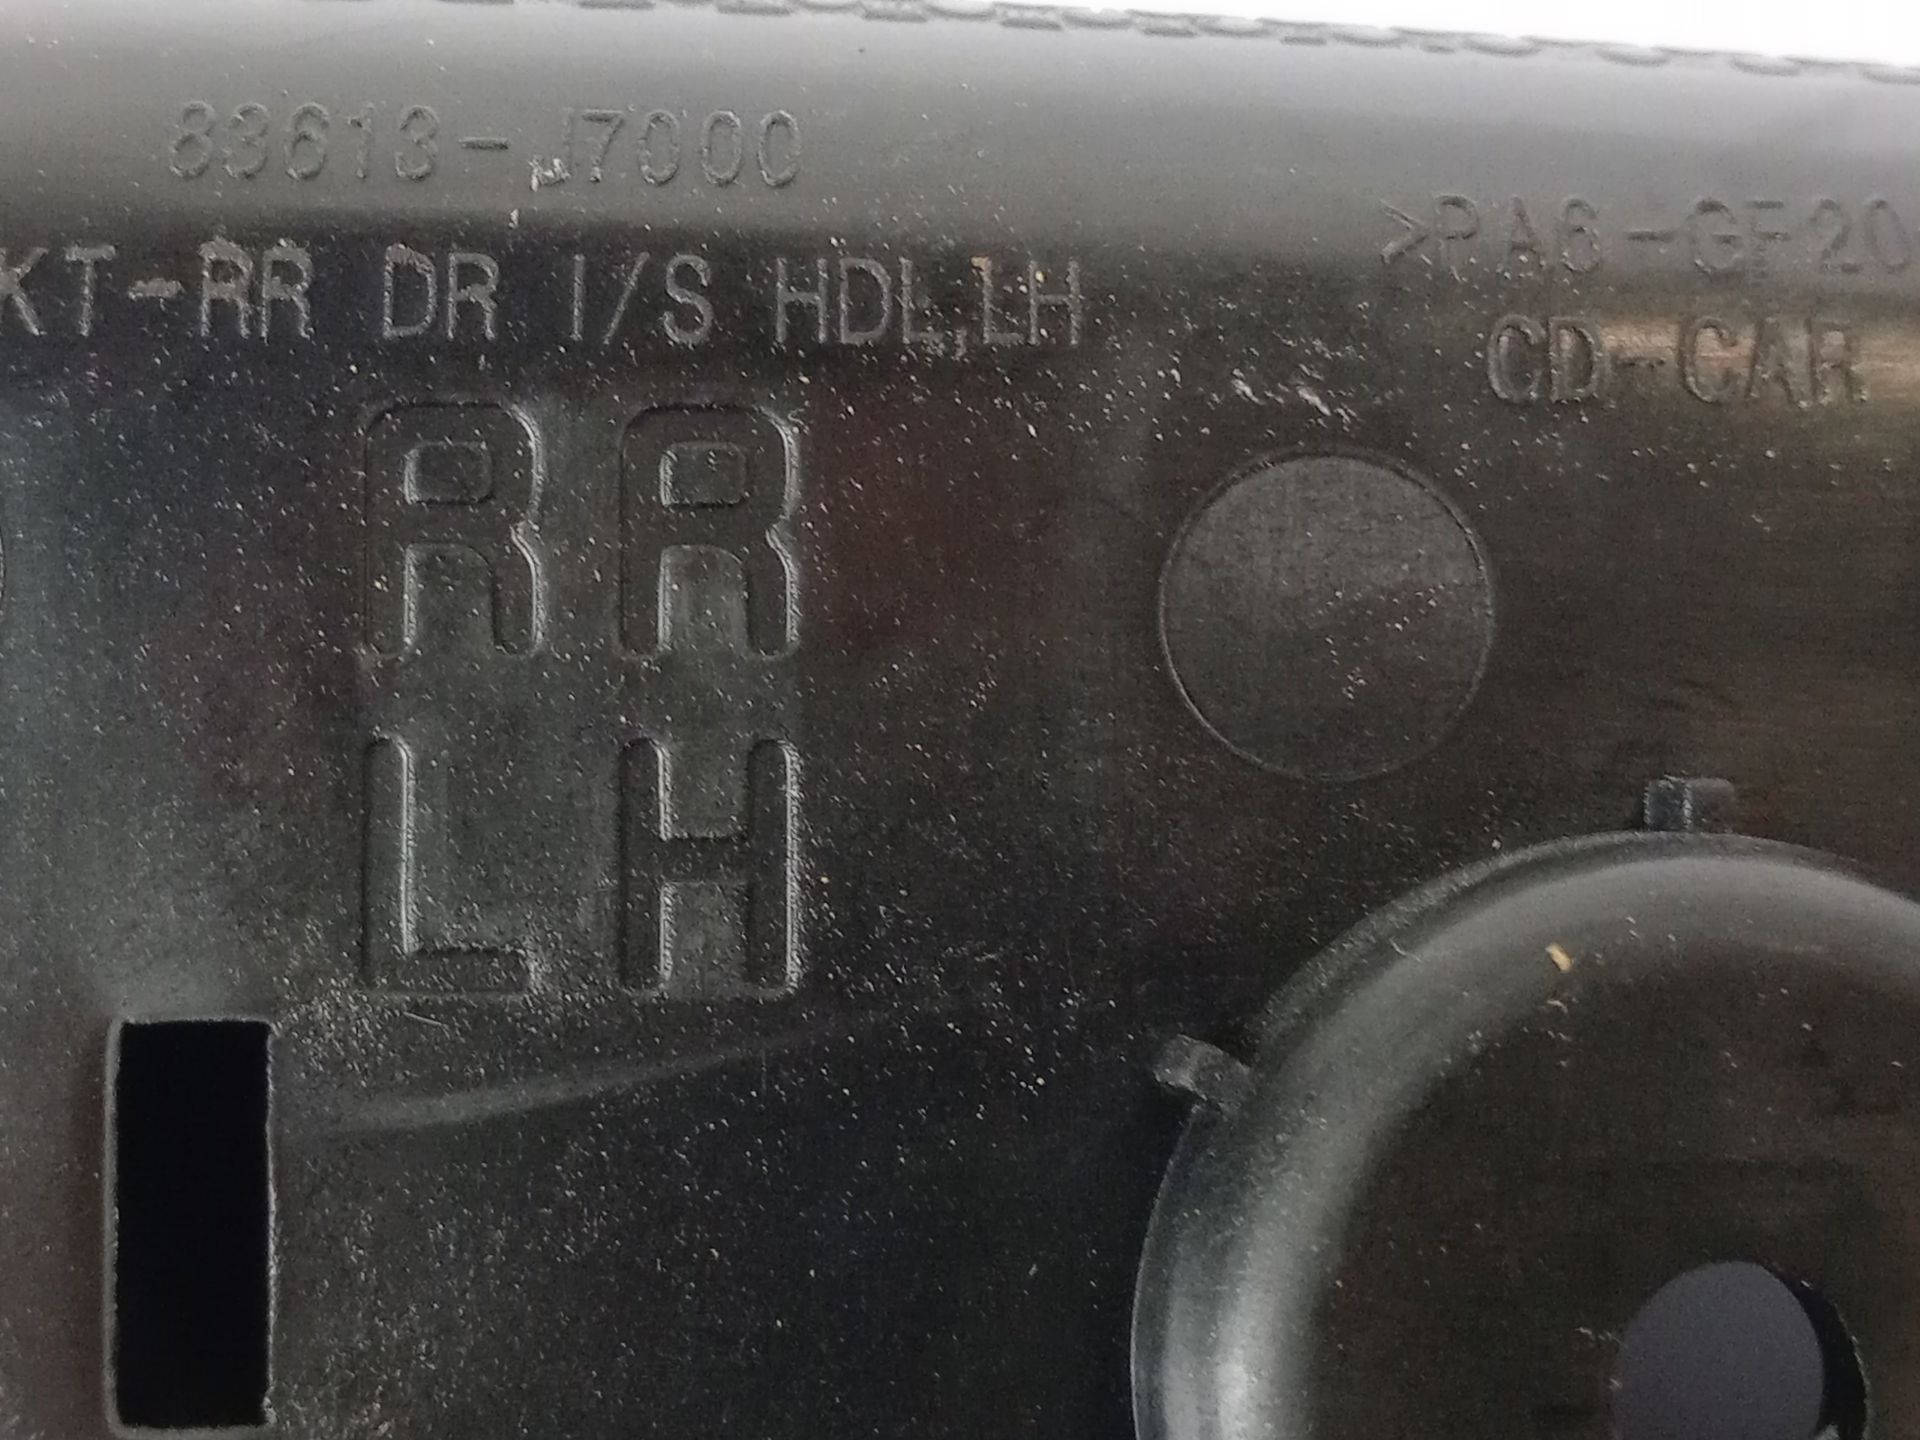 83613-J7000
>PA6-GF20
KT-RR DR I/S HDL,LH
CD-CAR
RR
LH